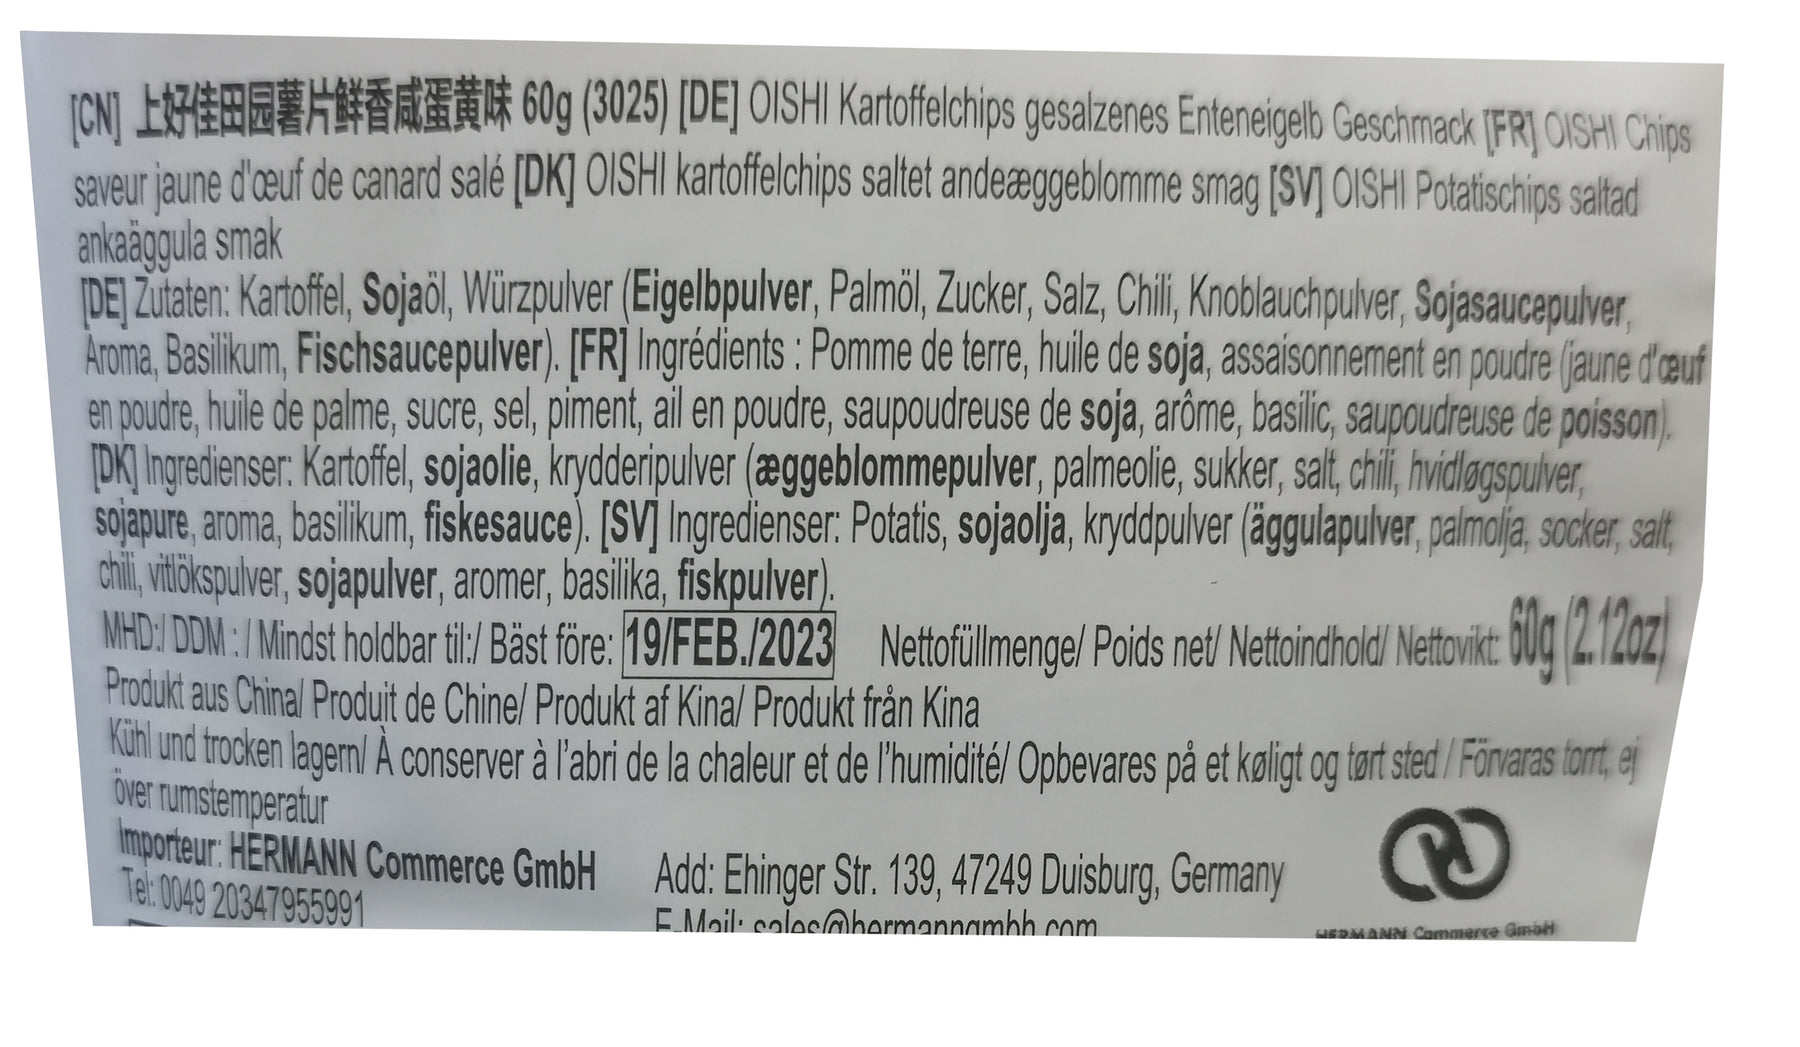 [CN] 上好佳田园薯片鲜香咸蛋黄味 60g (3025) [DE] OISHI Kartoffelchips gesalzenes Enteneigelb Geschmack [FR] OISHI Chips
saveur jaune d'œuf de canard salé [DK] OISHI kartoffelchips saltet andeæggeblomme smag [SV] OISHI Potatischips saltad
ankaäggula smak
[DE] Zutaten: Kartoffel, Sojaöl, Würzpulver (Eigelbpulver, Palmöl, Zucker, Salz, Chili, Knoblauchpulver, Sojasaucepulver,
Aroma, Basilikum, Fischsaucepulver). [FR] Ingrédients : Pomme de terre, huile de soja, assaisonnement en poudre (jaune d'œuf
en poudre, huile de palme, sucre, sel, piment, ail en poudre, saupoudreuse de soja, arôme, basilic, saupoudreuse de poisson).
[DK] Ingredienser: Kartoffel, sojaolie, krydderipulver (æggeblommepulver, palmeolie, sukker, salt, chili, hvidløgspulver,
sojapure, aroma, basilikum, fiskesauce). [SV] Ingredienser: Potatis, sojaolja, kryddpulver (äggulapulver, palmolja, socker, salt,
chili, vitlökspulver, sojapulver, aromer, basilika, fiskpulver).
MHD:/ DDM : / Mindst holdbar til:/ Bäst före: 19/FEB./2023 Nettofüllmenge/ Poids net/ Nettoindhold/ Nettovikt: 60g (2.12oz)
Produkt aus China/ Produit de Chine/ Produkt af Kina/ Produkt från Kina
Kühl und trocken lagern/ À conserver à l'abri de la chaleur et de l'humidité/ Opbevares på et køligt og tørt sted / Förvaras torrt, ej
över rumstemperatur
Importeur: HERMANN Commerce GmbH Add: Ehinger Str. 139, 47249 Duisburg, Germany
Tel: 0049 20347955991 E-Mail: sales@hermanngmbh.com
HERMANN Commerce GmbH